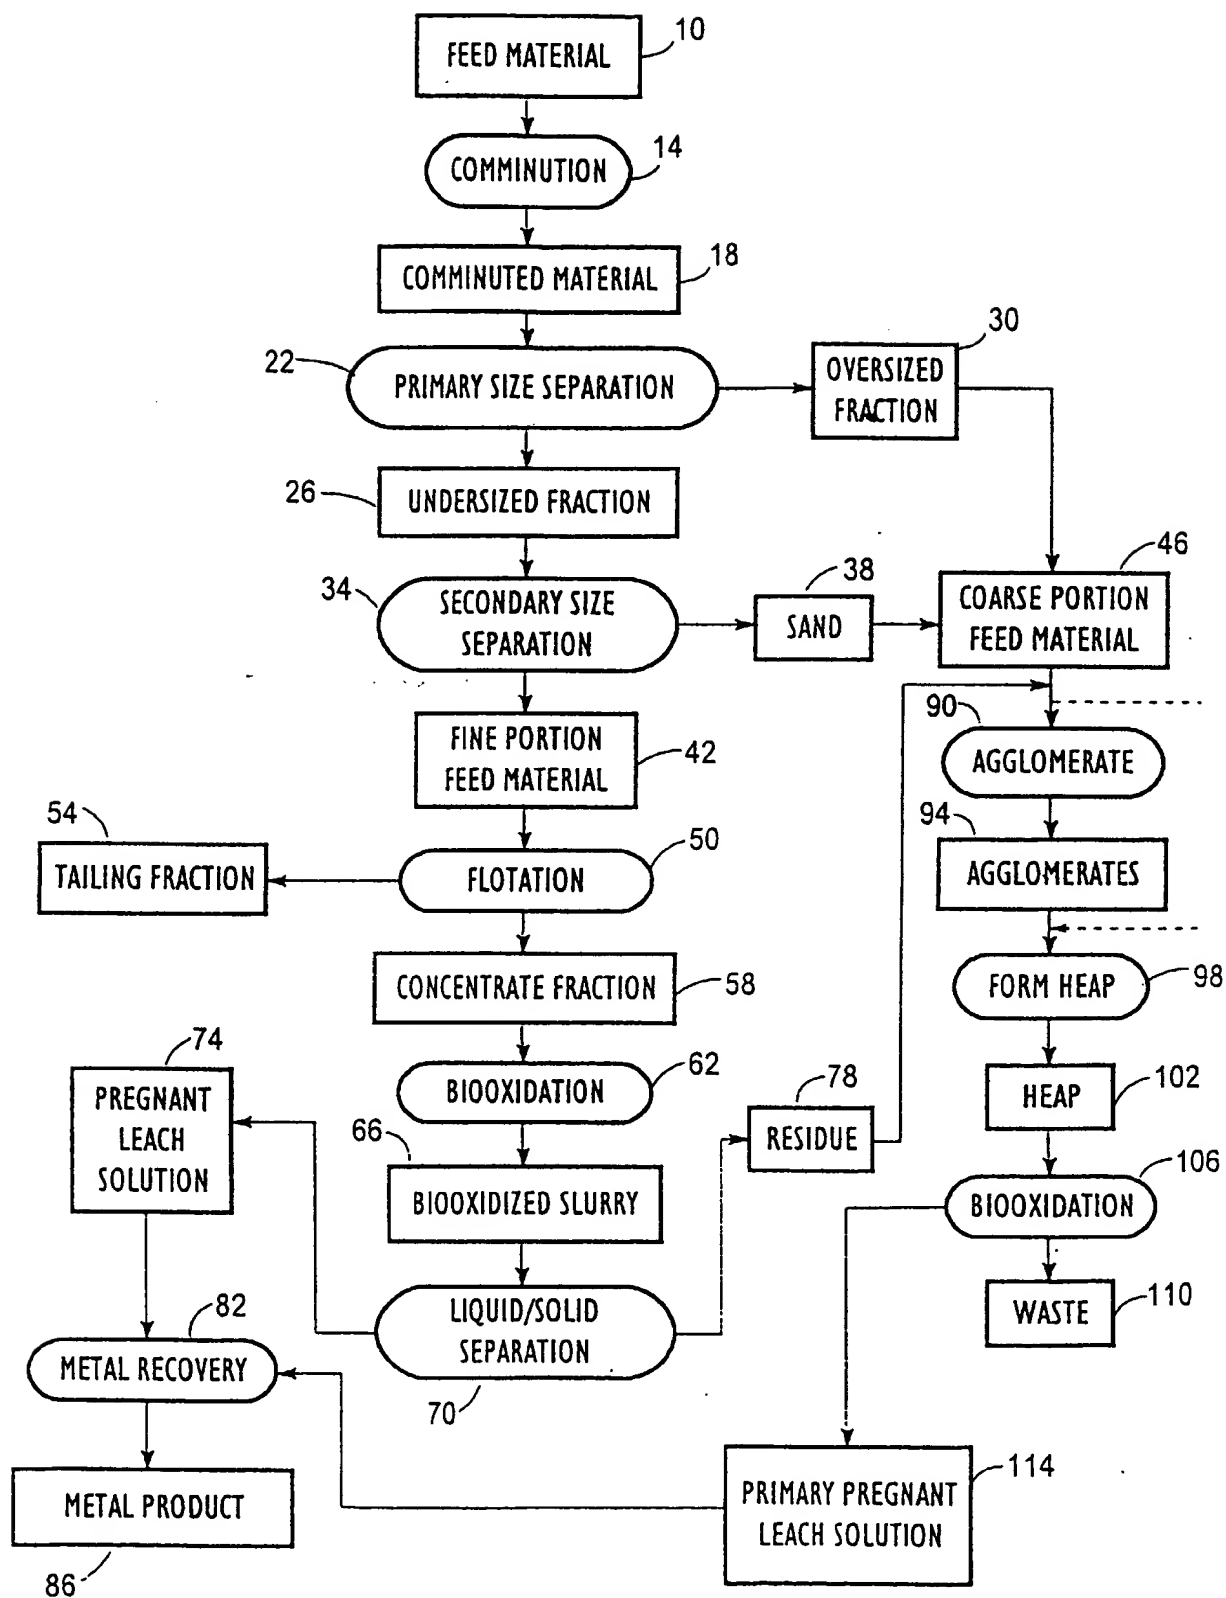 FEED MATERIAL
10
COMMINUTION
14
COMMINUTED MATERIAL
18
22
PRIMARY SIZE SEPARATION
OVERSIZED
FRACTION
30
26
UNDERSIZED FRACTION
34
SECONDARY SIZE
SEPARATION
38
SAND
46
COARSE PORTION
FEED MATERIAL
FINE PORTION
FEED MATERIAL
42
90
AGGLOMERATE
54
TAILING FRACTION
FLOTATION
50
94
AGGLOMERATES
CONCENTRATE FRACTION
58
FORM HEAP
98
74
PREGNANT
LEACH
SOLUTION
BIOOXIDATION
62
78
RESIDUE
HEAP
102
66
BIOOXIDIZED SLURRY
BIOOXIDATION
106
LIQUID/SOLID
SEPARATION
70
WASTE
110
82
METAL RECOVERY
METAL PRODUCT
86
PRIMARY PREGNANT
LEACH SOLUTION
114